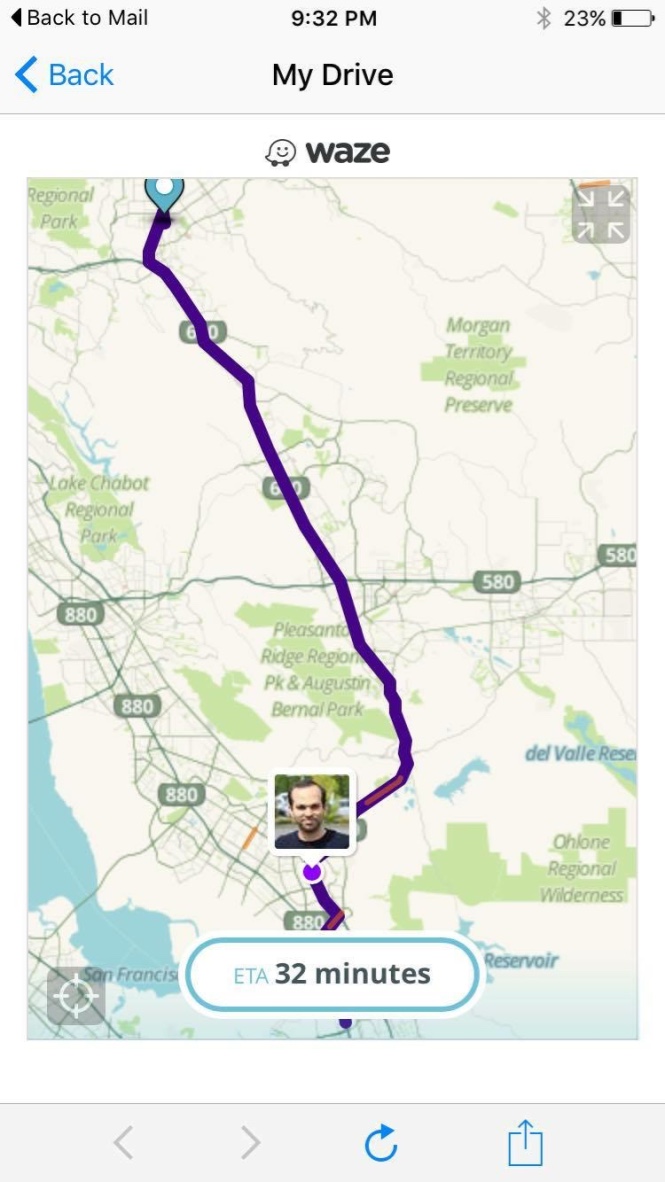 Back to Mail 9:32 PM 23%
Back My Drive
waze
Regional
Park
680
Morgan
Territory
Regional
Preserve
680
Lake Chabot
Regional
Park
580
580
880
Pleasanto
Ridge Region
Pk & Augustin
Bernal Park
880
del Valle Rese
880
Ohlone
Regional
Wilderness
880
San Francis
ETA 32 minutes
Reservoir